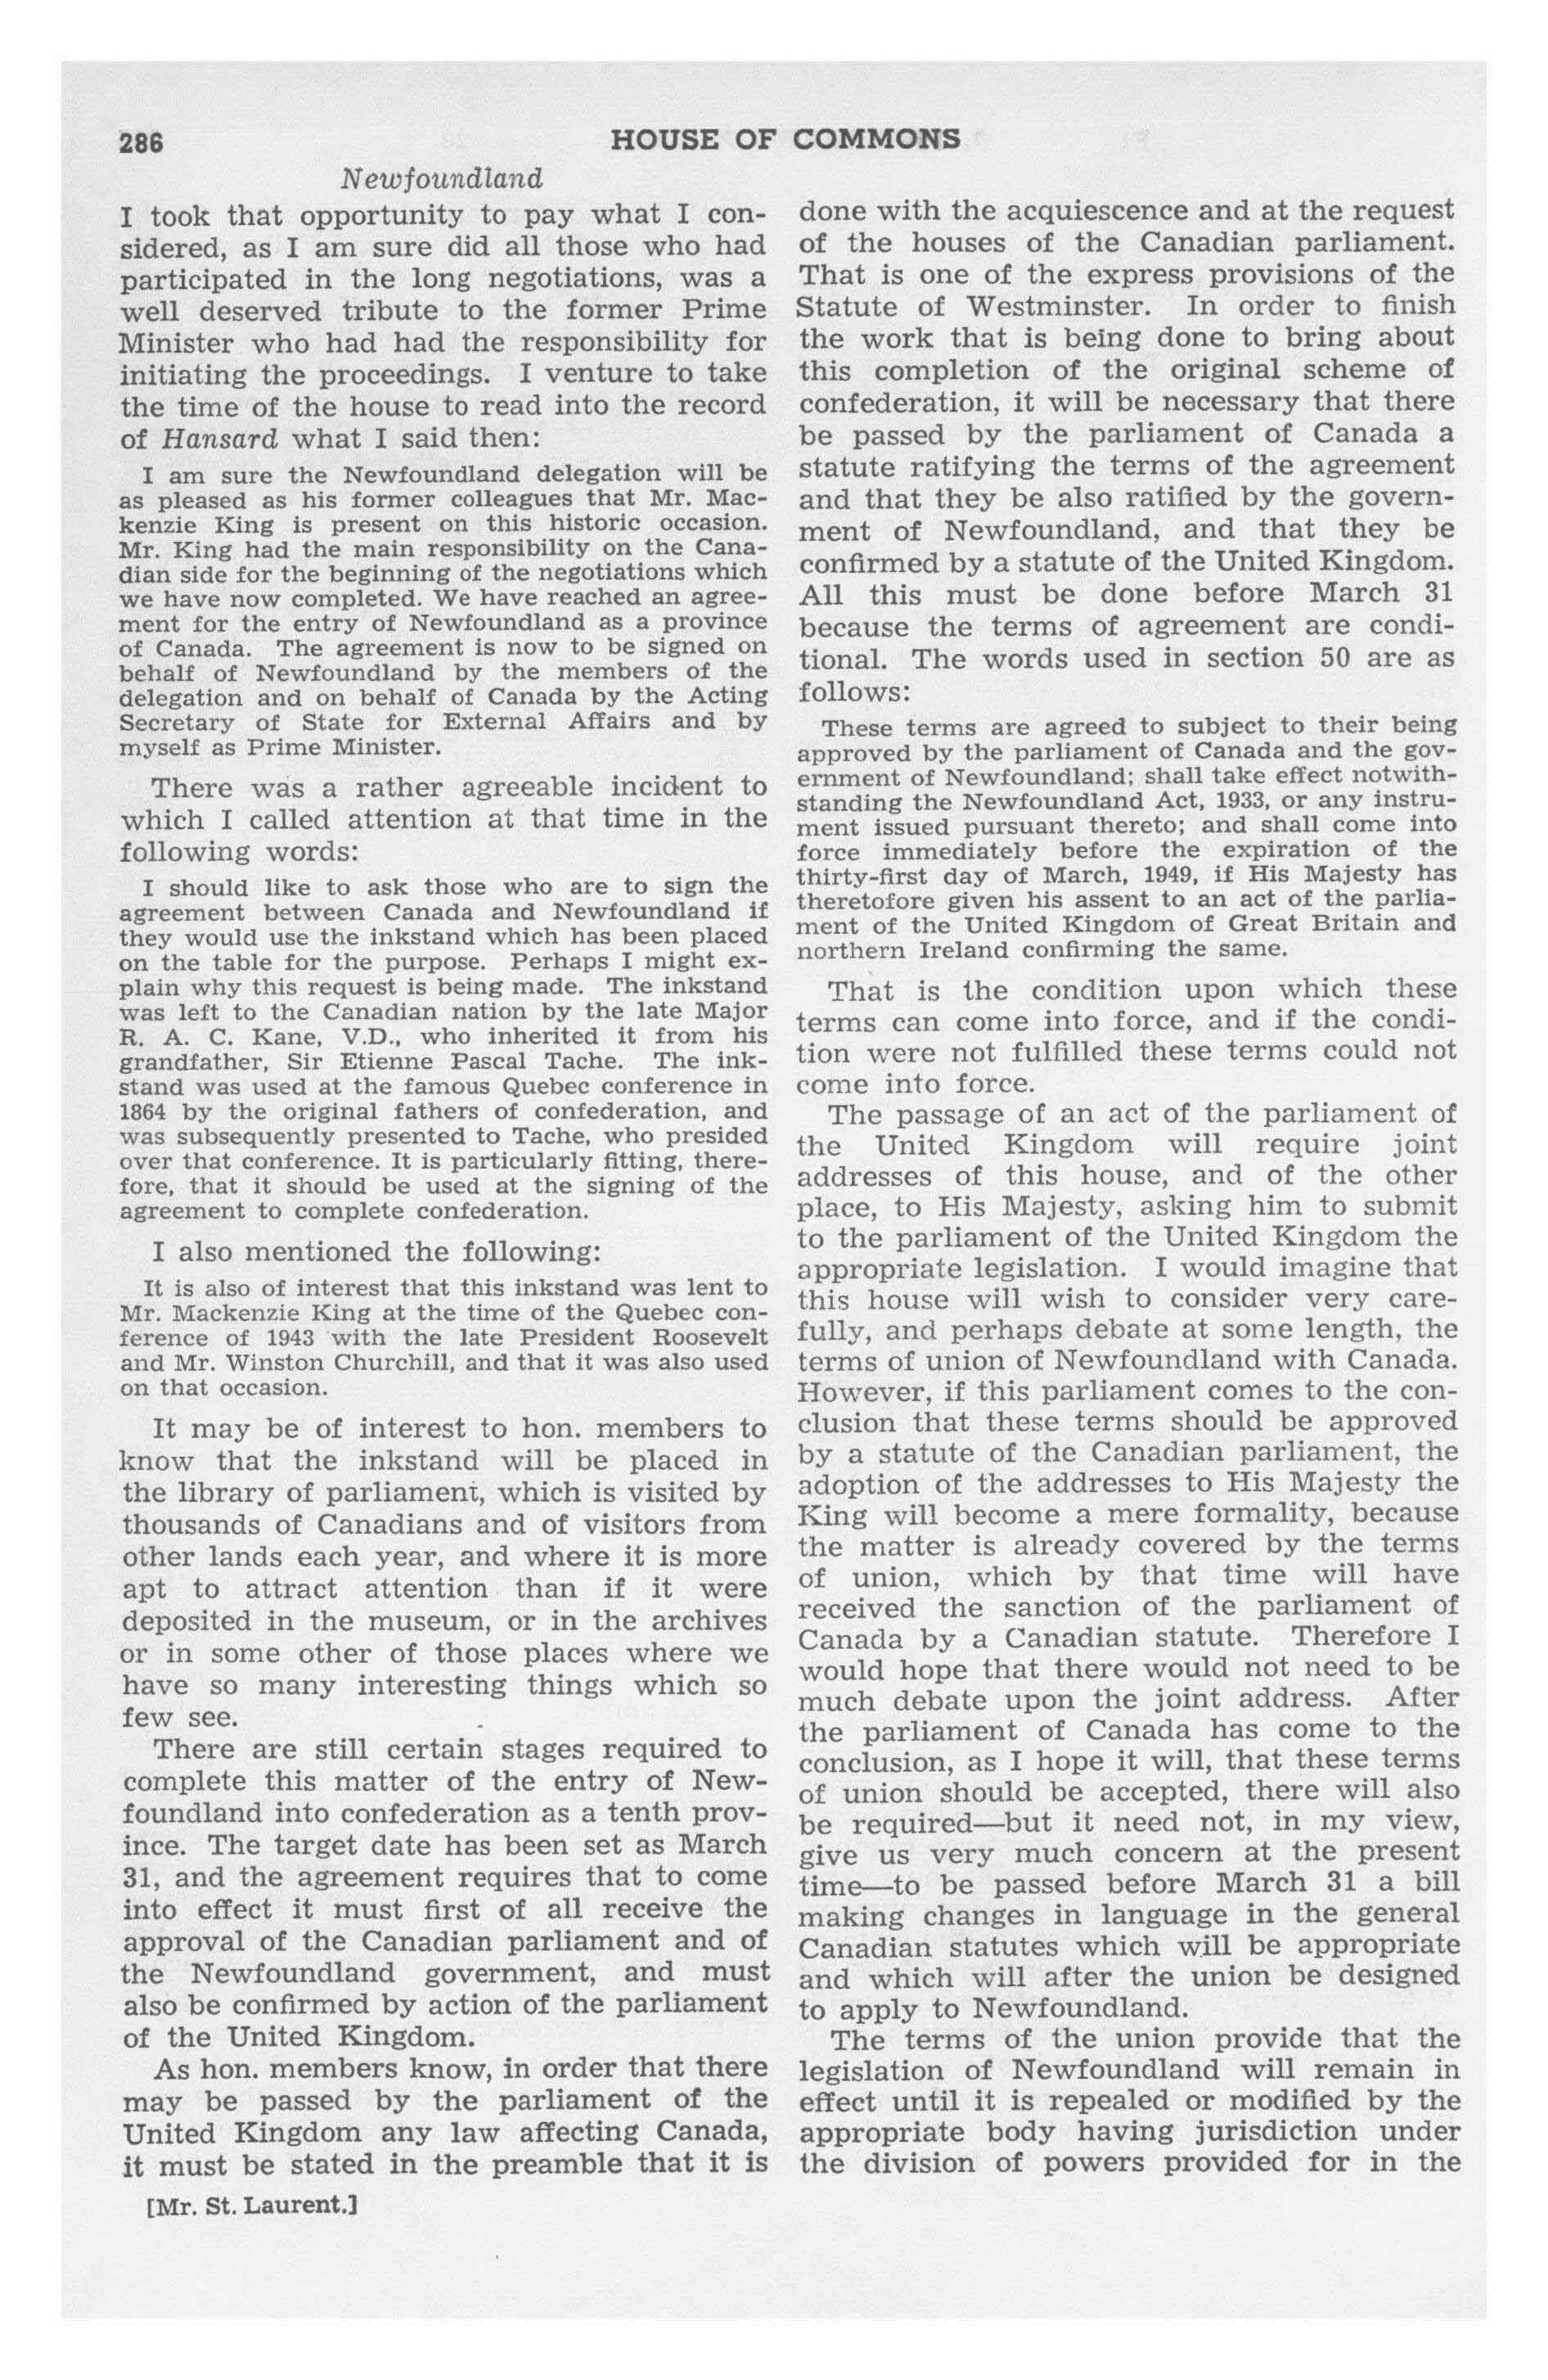 286
HOUSE OF COMMONS
Newfoundland
I took that opportunity to pay what I con-
sidered, as I am sure did all those who had
participated in the long negotiations, was a
well deserved tribute to the former Prime
Minister who had had the responsibility for
initiating the proceedings. I venture to take
the time of the house to read into the record
of Hansard what I said then:
I am sure the Newfoundland delegation will be
as pleased as his former colleagues that Mr. Mac-
kenzie King is present on this historic occasion.
Mr. King had the main responsibility on the Cana-
dian side for the beginning of the negotiations which
we have now completed. We have reached an agree-
ment for the entry of Newfoundland as a province
of Canada. The agreement is now to be signed on
behalf of Newfoundland by the members of the
delegation and on behalf of Canada by the Acting
Secretary of State for External Affairs and by
myself as Prime Minister.
There was a rather agreeable incident to
which I called attention at that time in the
following words:
I should like to ask those who are to sign the
agreement between Canada and Newfoundland if
they would use the inkstand which has been placed
on the table for the purpose. Perhaps I might ex-
plain why this request is being made. The inkstand
was left to the Canadian nation by the late Major
R. A. C. Kane, V.D., who inherited it from his
grandfather, Sir Etienne Pascal Tache. The ink-
stand was used at the famous Quebec conference in
1864 by the original fathers of confederation, and
was subsequently presented to Tache, who presided
over that conference. It is particularly fitting, there-
fore, that it should be used at the signing of the
agreement to complete confederation.
I also mentioned the following:
It is also of interest that this inkstand was lent to
Mr. Mackenzie King at the time of the Quebec con-
ference of 1943 with the late President Roosevelt
and Mr. Winston Churchill, and that it was also used
on that occasion.
It may be of interest to hon. members to
know that the inkstand will be placed in
the library of parliament, which is visited by
thousands of Canadians and of visitors from
other lands each year, and where it is more
apt to attract attention than if it were
deposited in the museum, or in the archives
or in some other of those places where we
have so many interesting things which so
few see.
There are still certain stages required to
complete this matter of the entry of New-
foundland into confederation as a tenth prov-
ince. The target date has been set as March
31, and the agreement requires that to come
into effect it must first of all receive the
approval of the Canadian parliament and of
the Newfoundland government, and must
also be confirmed by action of the parliament
of the United Kingdom.
As hon. members know, in order that there
may be passed by the parliament of the
United Kingdom any law affecting Canada,
it must be stated in the preamble that it is
[Mr. St. Laurent.]
done with the acquiescence and at the request
of the houses of the Canadian parliament.
That is one of the express provisions of the
Statute of Westminster. In order to finish
the work that is being done to bring about
this completion of the original scheme of
confederation, it will be necessary that there
be passed by the parliament of Canada a
statute ratifying the terms of the agreement
and that they be also ratified by the govern-
ment of Newfoundland, and that they be
confirmed by a statute of the United Kingdom.
All this must be done before March 31
because the terms of agreement are condi-
tional. The words used in section 50 are as
follows:
These terms are agreed to subject to their being
approved by the parliament of Canada and the gov-
ernment of Newfoundland; shall take effect notwith-
standing the Newfoundland Act, 1933, or any instru-
ment issued pursuant thereto; and shall come into
force immediately before the expiration of the
thirty-first day of March, 1949, if His Majesty has
theretofore given his assent to an act of the parlia-
ment of the United Kingdom of Great Britain and
northern Ireland confirming the same.
That is the condition upon which these
terms can come into force, and if the condi-
tion were not fulfilled these terms could not
come into force.
The passage of an act of the parliament of
the United Kingdom will require joint
addresses of this house, and of the other
place, to His Majesty, asking him to submit
to the parliament of the United Kingdom the
appropriate legislation. I would imagine that
this house will wish to consider very care-
fully, and perhaps debate at some length, the
terms of union of Newfoundland with Canada.
However, if this parliament comes to the con-
clusion that these terms should be approved
by a statute of the Canadian parliament, the
adoption of the addresses to His Majesty the
King will become a mere formality, because
the matter is already covered by the terms
of union, which by that time will have
received the sanction of the parliament of
Canada by a Canadian statute. Therefore I
would hope that there would not need to be
much debate upon the joint address. After
the parliament of Canada has come to the
conclusion, as I hope it will, that these terms
of union should be accepted, there will also
be required—but it need not, in my view,
give us very much concern at the present
time—to be passed before March 31 a bill
making changes in language in the general
Canadian statutes which will be appropriate
and which will after the union be designed
to apply to Newfoundland.
The terms of the union provide that the
legislation of Newfoundland will remain in
effect until it is repealed or modified by the
appropriate body having jurisdiction under
the division of powers provided for in the